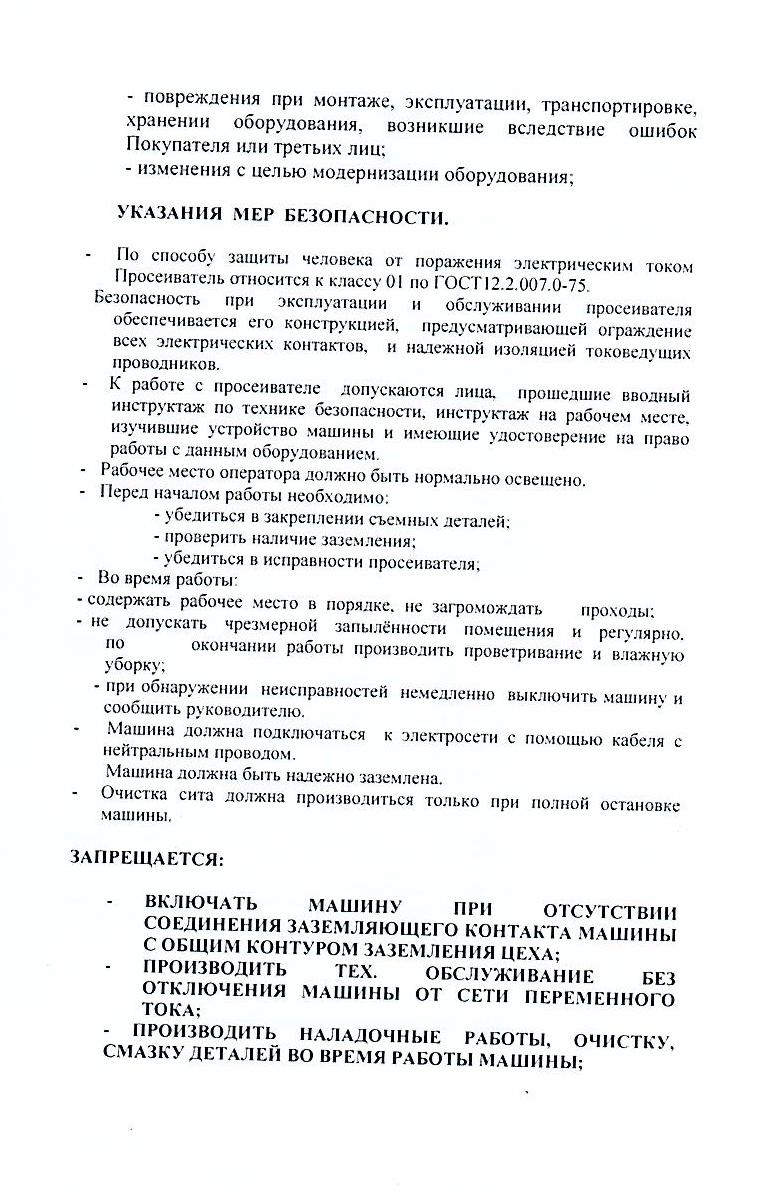 - повреждения при монтаже, эксплуатации, транспортировке,
хранении оборудования, возникшие вследствие ошибок
Покупателя или третьих лиц;
- изменения с целью модернизации оборудования;
УКАЗАНИЯ МЕР БЕЗОПАСНОСТИ.
- По способу защиты человека от поражения электрическим током
Просеиватель относится к классу 01 по ГОСТ12.2.007.0-75.
Безопасность при эксплуатации и обслуживании просеивателя
обеспечивается его конструкцией, предусматривающей ограждение
всех электрических контактов, и надежной изоляцией токоведущих
проводников.
- К работе с просеивателе допускаются лица, прошедшие вводный
инструктаж по технике безопасности, инструктаж на рабочем месте,
изучившие устройство машины и имеющие удостоверение на право
работы с данным оборудованием.
- Рабочее место оператора должно быть нормально освещено.
- Перед началом работы необходимо:
- убедиться в закреплении съемных деталей;
- проверить наличие заземления;
- убедиться в исправности просеивателя;
- Во время работы:
- содержать рабочее место в порядке, не загромождать проходы;
- не допускать чрезмерной запылённости помещения и регулярно,
по окончании работы производить проветривание и влажную
уборку;
- при обнаружении неисправностей немедленно выключить машину и
сообщить руководителю.
- Машина должна подключаться к электросети с помощью кабеля с
нейтральным проводом.
Машина должна быть надежно заземлена.
- Очистка сита должна производиться только при полной остановке
машины.
ЗАПРЕЩАЕТСЯ:
- ВКЛЮЧАТЬ МАШИНУ ПРИ ОТСУТСТВИИ
СОЕДИНЕНИЯ ЗАЗЕМЛЯЮЩЕГО КОНТАКТА МАШИНЫ
С ОБЩИМ КОНТУРОМ ЗАЗЕМЛЕНИЯ ЦЕХА;
- ПРОИЗВОДИТЬ ТЕХ. ОБСЛУЖИВАНИЕ БЕЗ
ОТКЛЮЧЕНИЯ МАШИНЫ ОТ СЕТИ ПЕРЕМЕННОГО
ТОКА;
- ПРОИЗВОДИТЬ НАЛАДОЧНЫЕ РАБОТЫ, ОЧИСТКУ,
СМАЗКУ ДЕТАЛЕЙ ВО ВРЕМЯ РАБОТЫ МАШИНЫ;